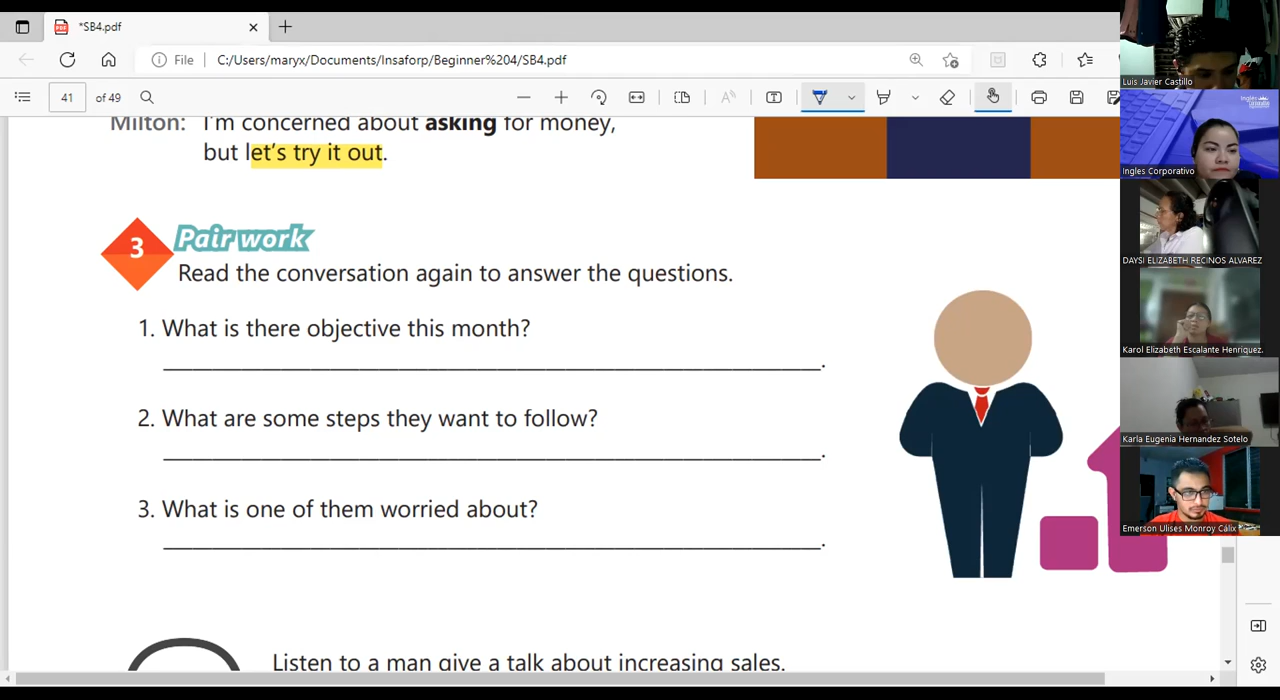 *SB4.pdf
File C:/Users/maryx/Documents/Insaforp/Beginner%204/SB4.pdf
41 of 49
Milton: I'm concerned about asking for money,
but let's try it out.
3 Pair work
Read the conversation again to answer the questions.
1. What is there objective this month?
2. What are some steps they want to follow?
3. What is one of them worried about?
Listen to a man give a talk about increasing sales.
Luis Javier Castillo
Ingles Corporativo
DAYSI ELIZABETH RECINOS ALVAREZ
Karol Elizabeth Escalante Henriquez.
Karla Eugenia Hernandez Sotelo
Emerson Ulises Monroy Cálix